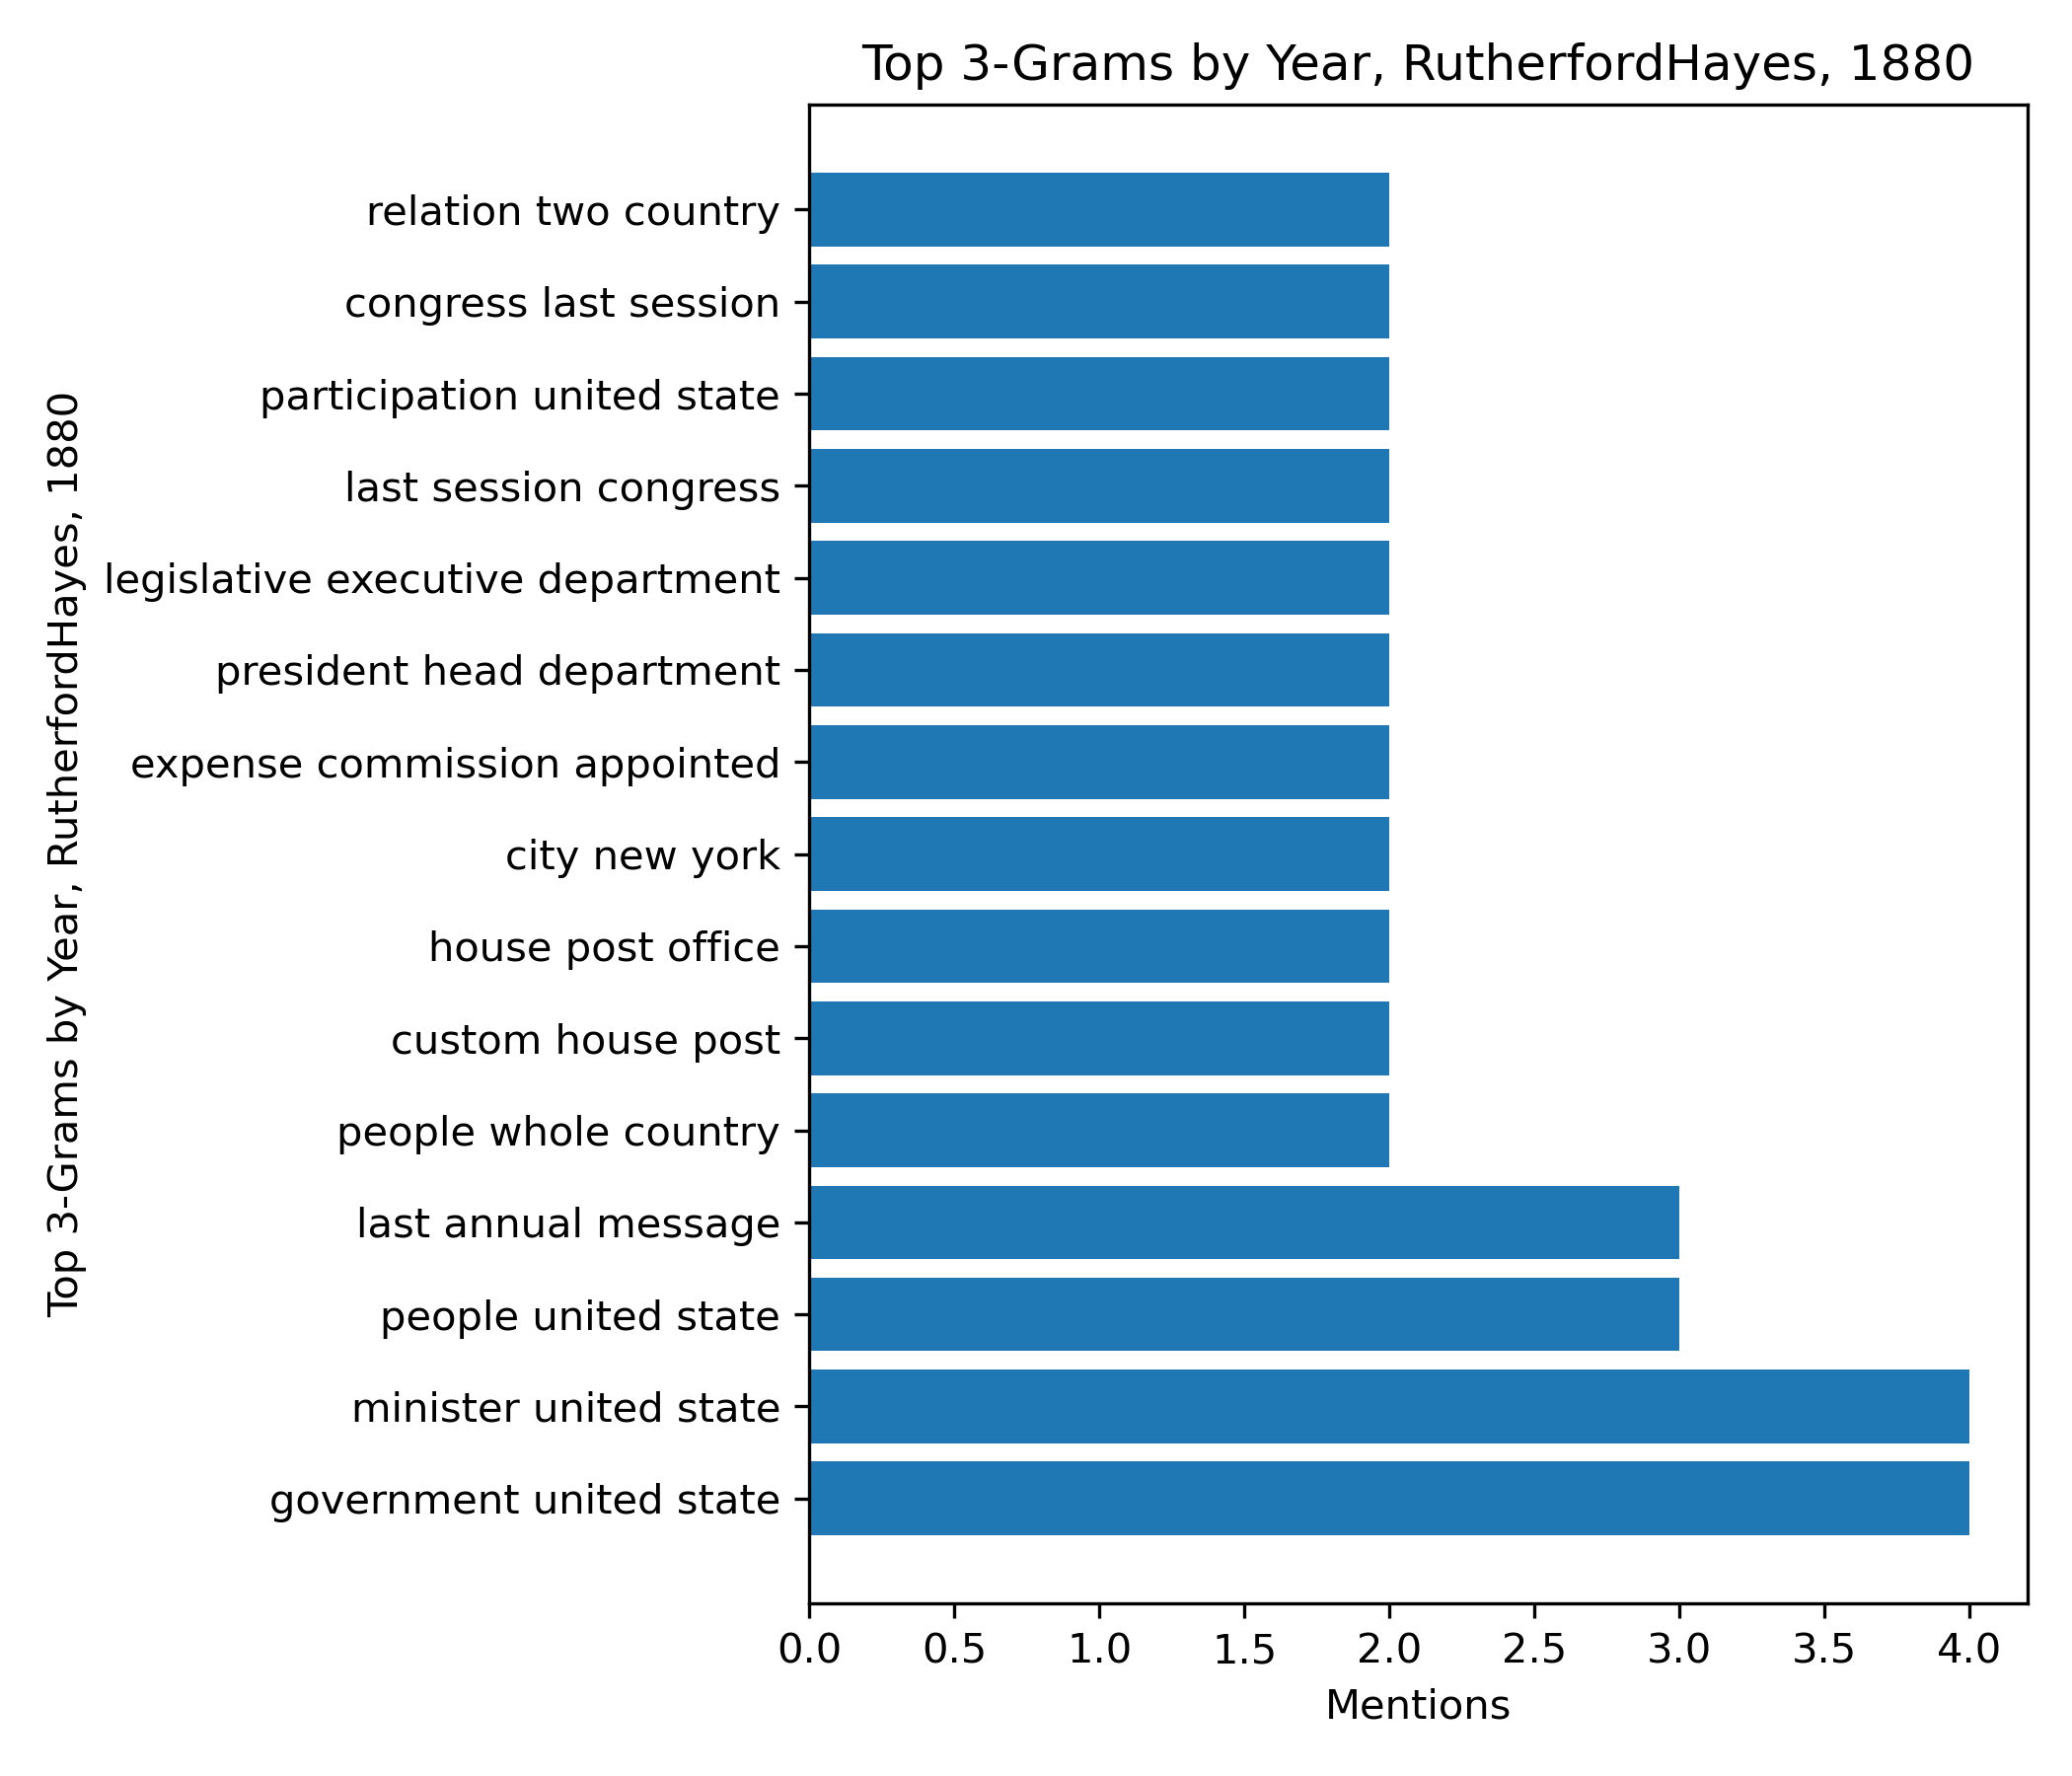 Top 3-Grams by Year, RutherfordHayes, 1880
Top 3-Grams by Year, RutherfordHayes, 1880
relation two country
congress last session
participation united state
last session congress
legislative executive department
president head department
expense commission appointed
city new york
house post office
custom house post
people whole country
last annual message
people united state
minister united state
government united state
0.0 0.5 1.0 1.5 2.0 2.5 3.0 3.5 4.0
Mentions